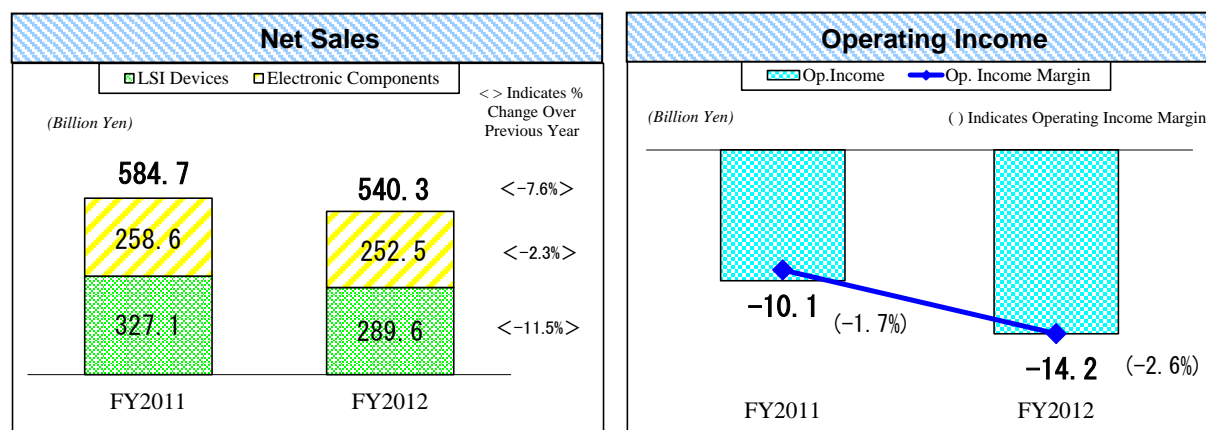 Net Sales
LSI Devices Electronic Components
< > Indicates %
Change Over
Previous Year
(Billion Yen)
584.7
540.3
<-7.6%>
258.6
252.5
<-2.3%>
327.1
289.6
<-11.5%>
FY2011
FY2012
Operating Income
Op.Income Op. Income Margin
(Billion Yen)
( ) Indicates Operating Income Margin
-10.1
(-1.7%)
-14.2
(-2.6%)
FY2011
FY2012